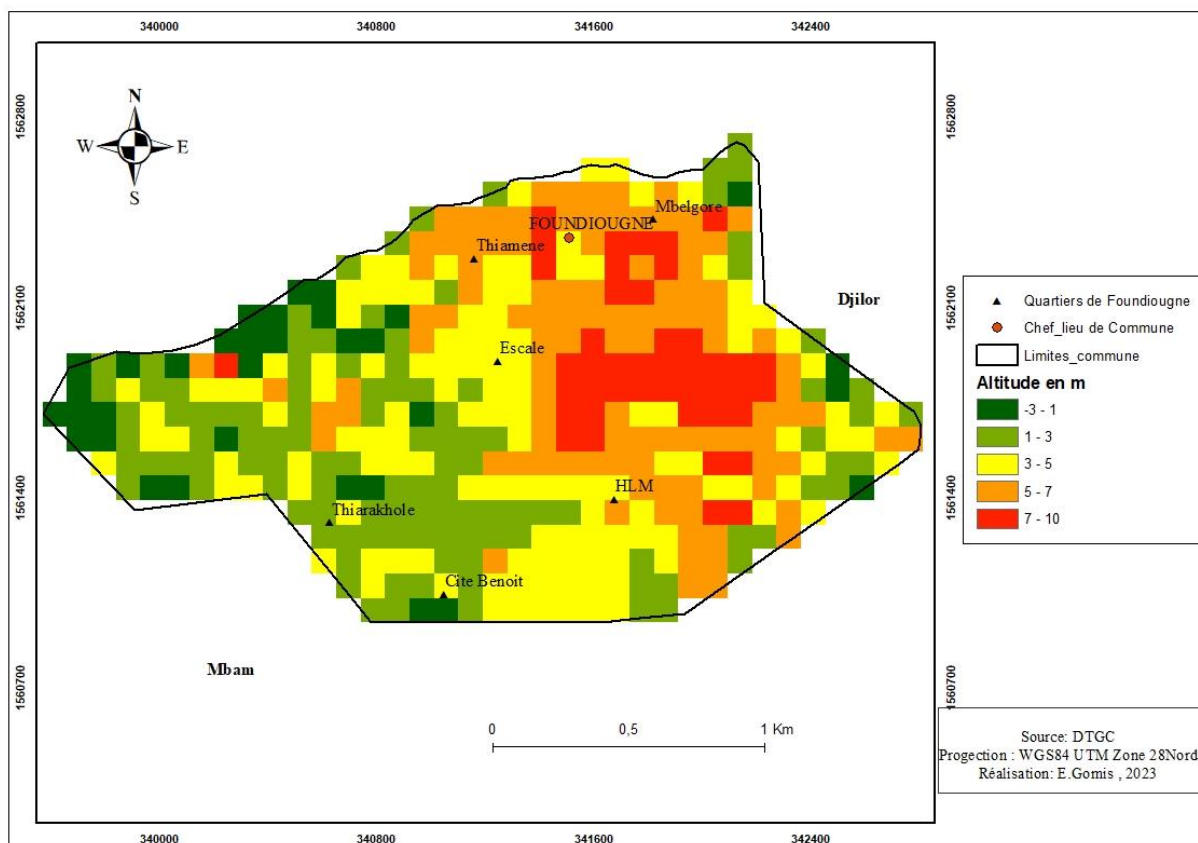 340000 340800 341600 342400
1562800
1562800
N
W E
S
Mbelgore
FOUNDIOUGNE
Thiamene
1562100
1562100
Djilor
Escale
Quartiers de Foundiougne
Chef_lieu de Commune
Limites_commune
Altitude en m
-3 - 1
1 - 3
3 - 5
5 - 7
7 - 10
1561400
1561400
HLM
Thiarakhole
Cite Benoit
Mbam
1560700
1560700
0 0,5 1 Km
Source: DTGC
Progection : WGS84 UTM Zone 28Nord
Réalisation: E.Gomis , 2023
340000 340800 341600 342400